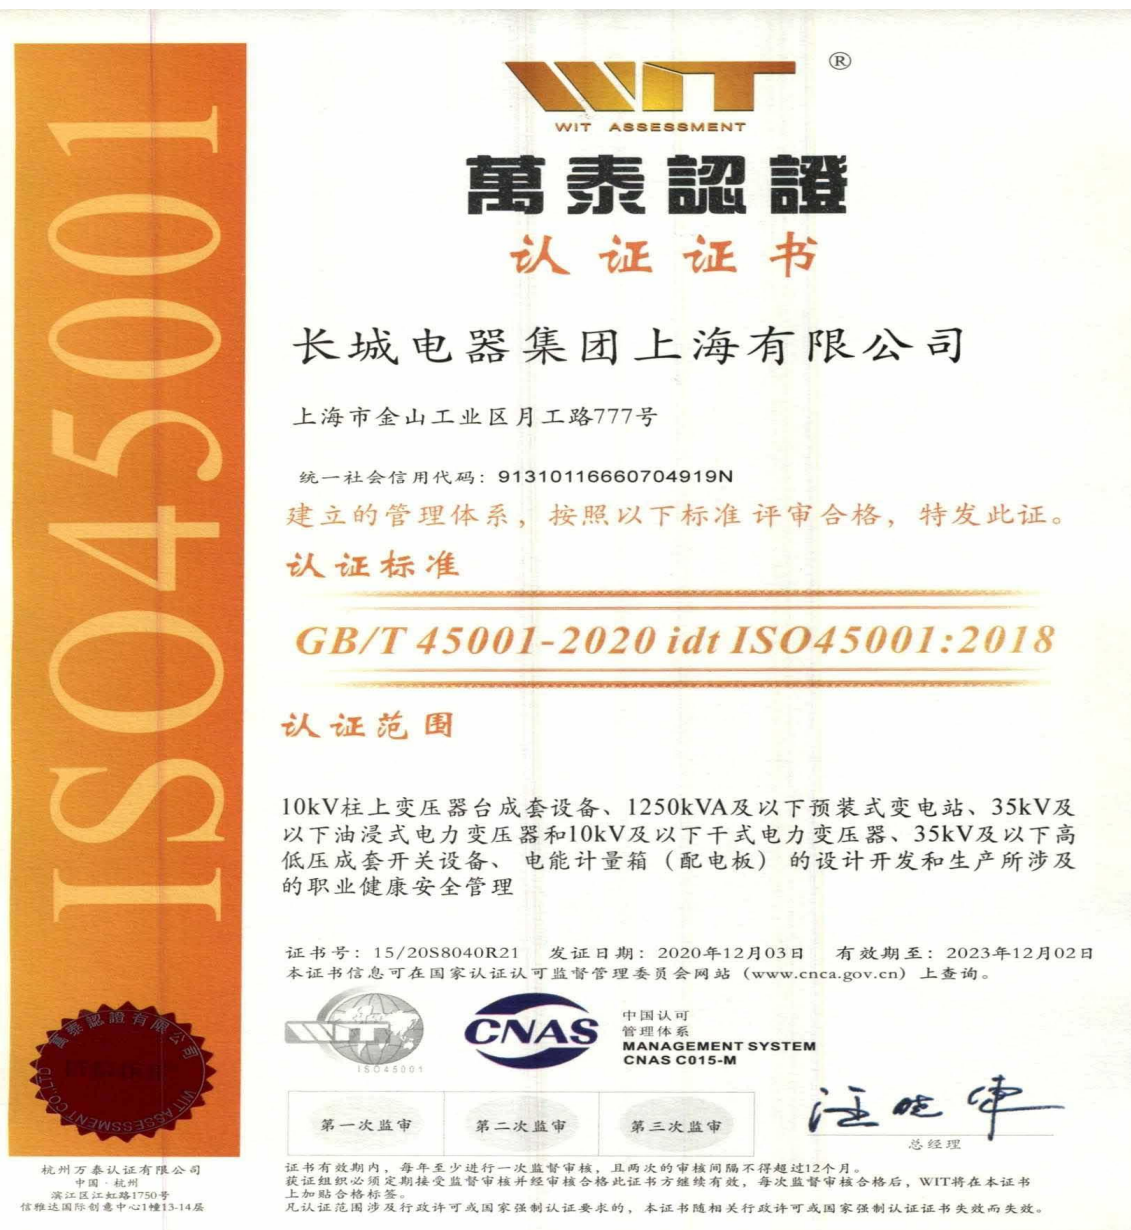 ISO45001
WIT ®
WIT ASSESSMENT
萬泰認證
认证证书
长城电器集团上海有限公司
上海市金山工业区月工路777号
统一社会信用代码：91310116660704919N
建立的管理体系，按照以下标准评审合格，特发此证。
认证标准
GB/T 45001-2020 idt ISO45001:2018
认证范围
10kV柱上变压器台成套设备、1250kVA及以下预装式变电站、35kV及
以下油浸式电力变压器和10kV及以下干式电力变压器、35kV及以下高
低压成套开关设备、电能计量箱（配电板）的设计开发和生产所涉及
的职业健康安全管理
证书号：15/20S8040R21 发证日期：2020年12月03日 有效期至：2023年12月02日
本证书信息可在国家认证认可监督管理委员会网站（www.cnca.gov.cn）上查询。
WIT
ISO45001
CNAS
中国认可
管理体系
MANAGEMENT SYSTEM
CNAS C015-M
萬泰認證有限公司
WIT ASSESSMENT CO.,LTD
第一次监审 第二次监审 第三次监审
总经理
杭州万泰认证有限公司
中国·杭州
滨江区江虹路1750号
信雅达国际创意中心1幢13-14层
证书有效期内，每年至少进行一次监督审核，且两次的审核间隔不得超过12个月。
获证组织必须定期接受监督审核并经审核合格此证书方继续有效，每次监督审核合格后，WIT将在本证书
上加贴合格标签。
凡认证范围涉及行政许可或国家强制认证要求的，本证书随相关行政许可或国家强制认证证书失效而失效。